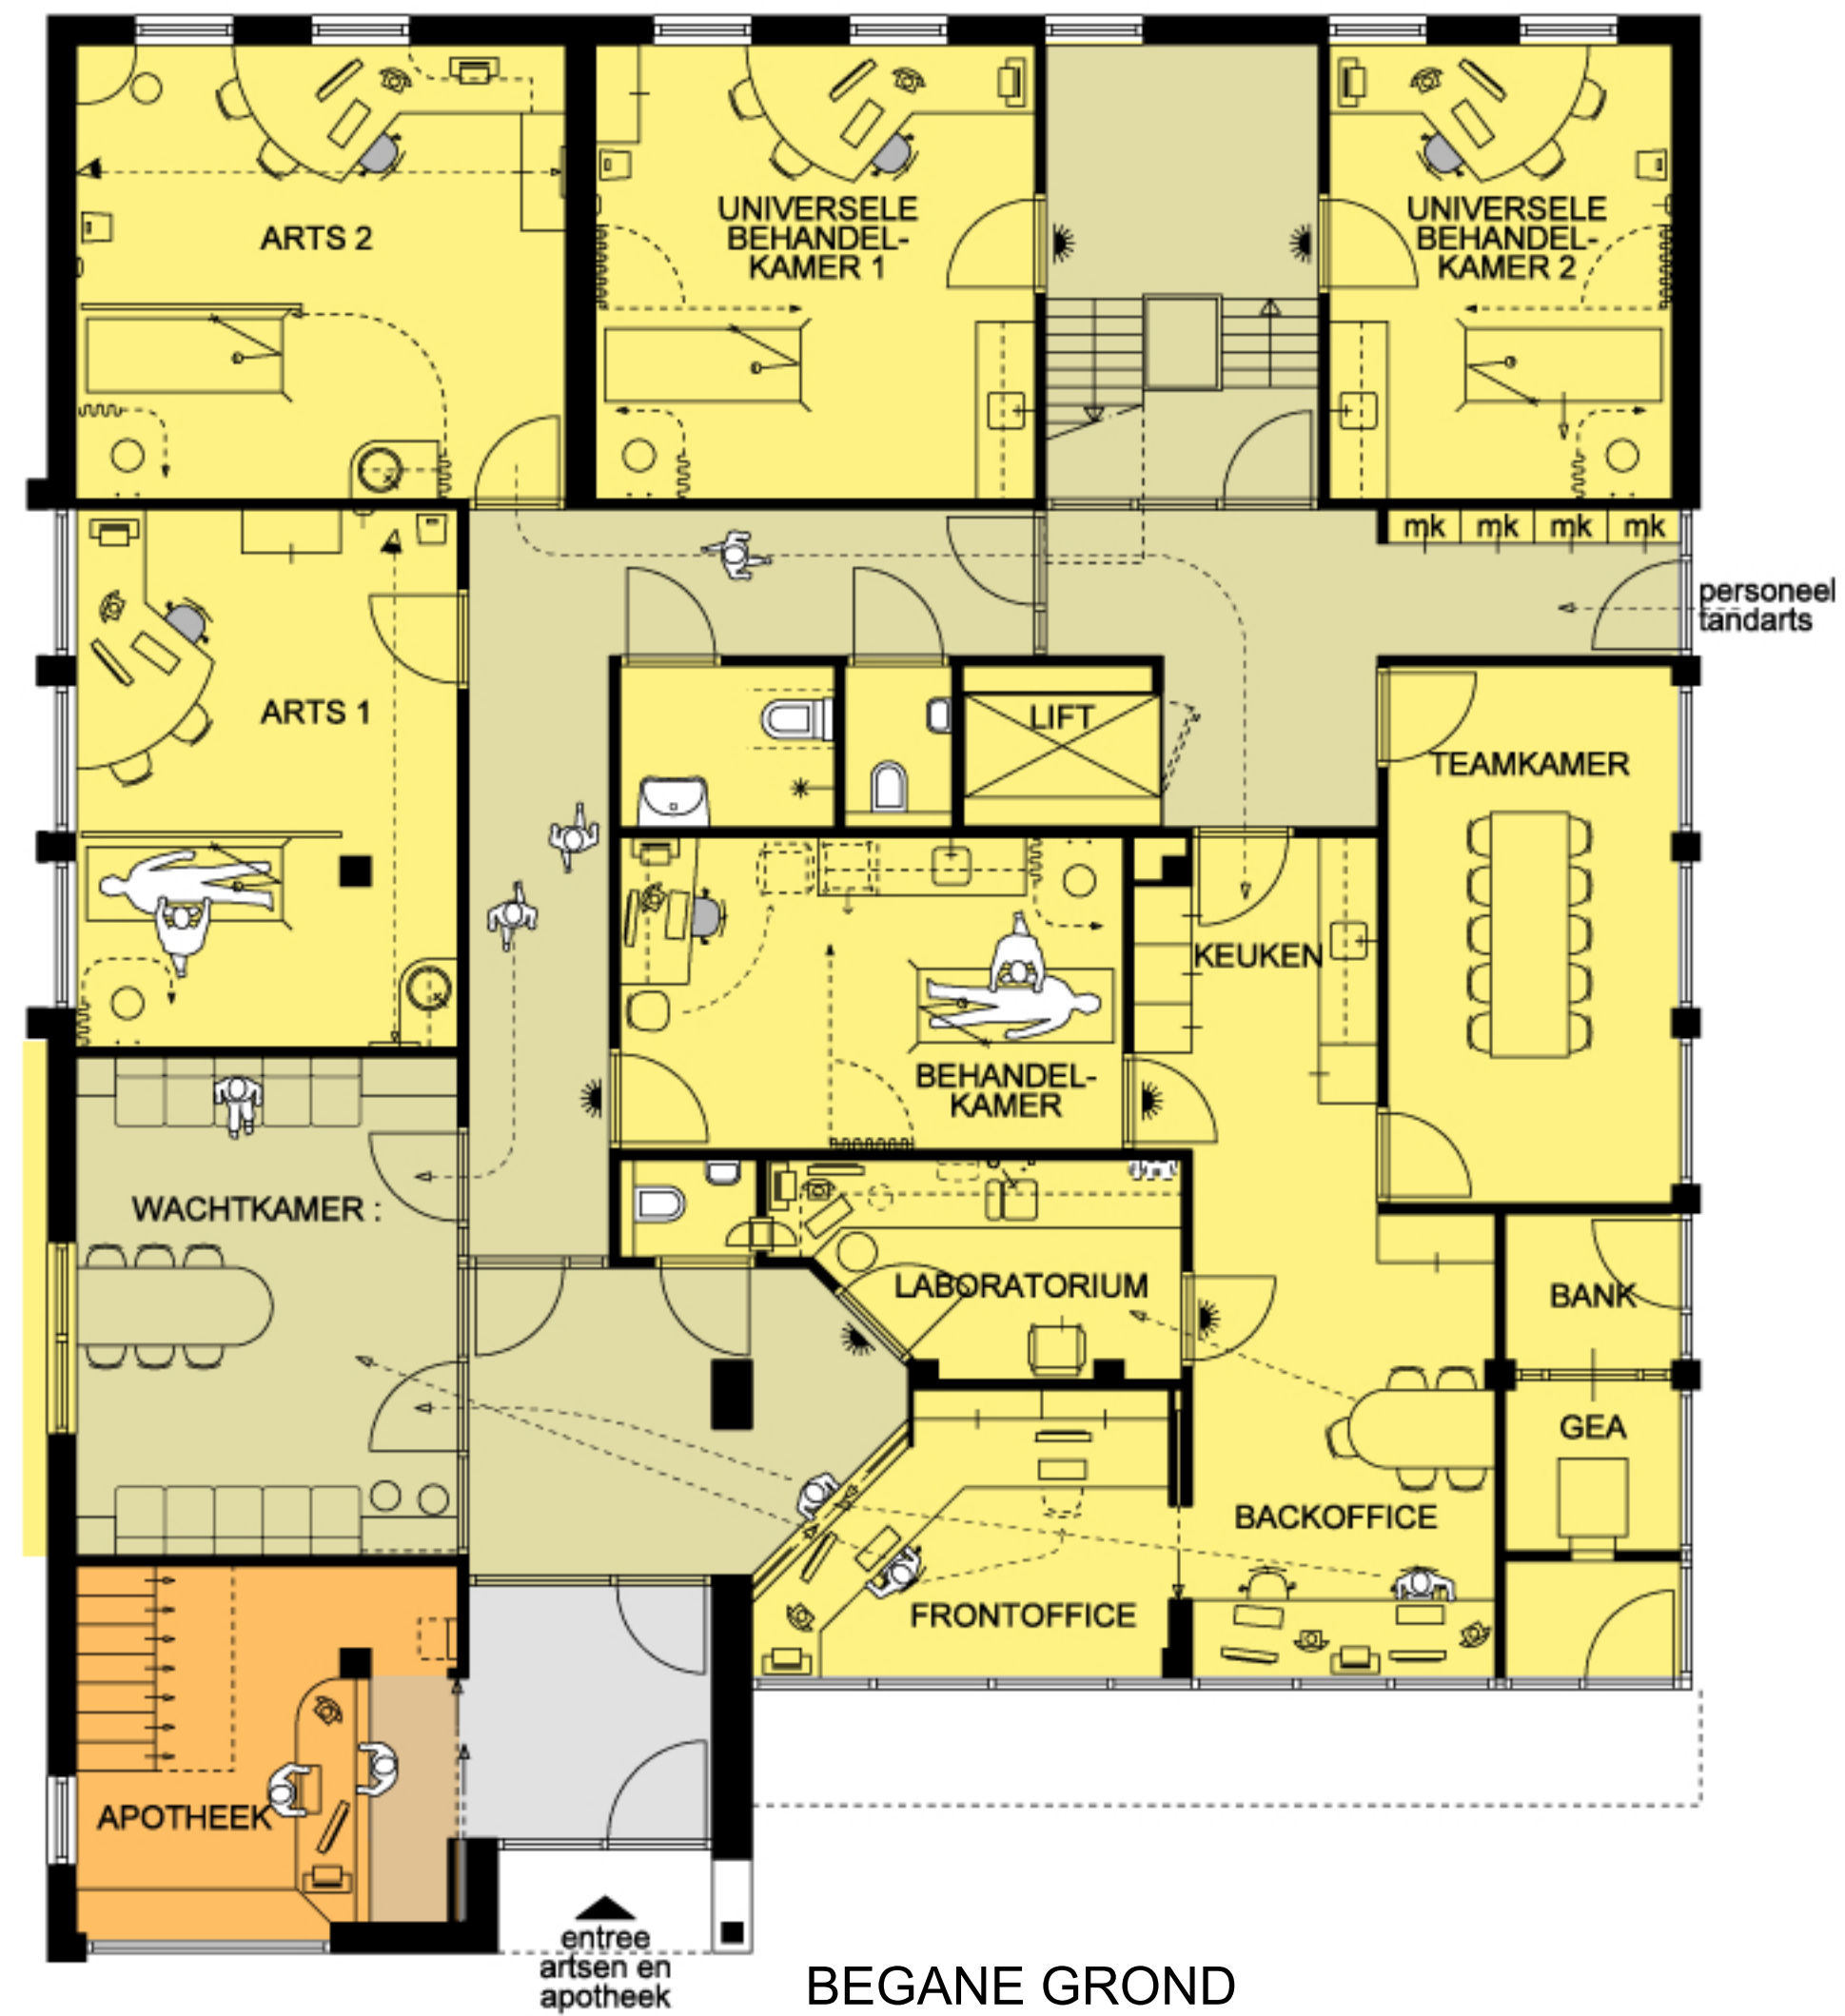 ARTS 2
UNIVERSELE
BEHANDEL-
KAMER 1
UNIVERSELE
BEHANDEL-
KAMER 2
mk mk mk mk
personeel
tandarts
ARTS 1
LIFT
TEAMKAMER
KEUKEN
BEHANDEL-
KAMER
WACHTKAMER :
LABORATORIUM
BANK
GEA
BACKOFFICE
FRONTOFFICE
APOTHEEK
entree
artsen en
apotheek
BEGANE GROND